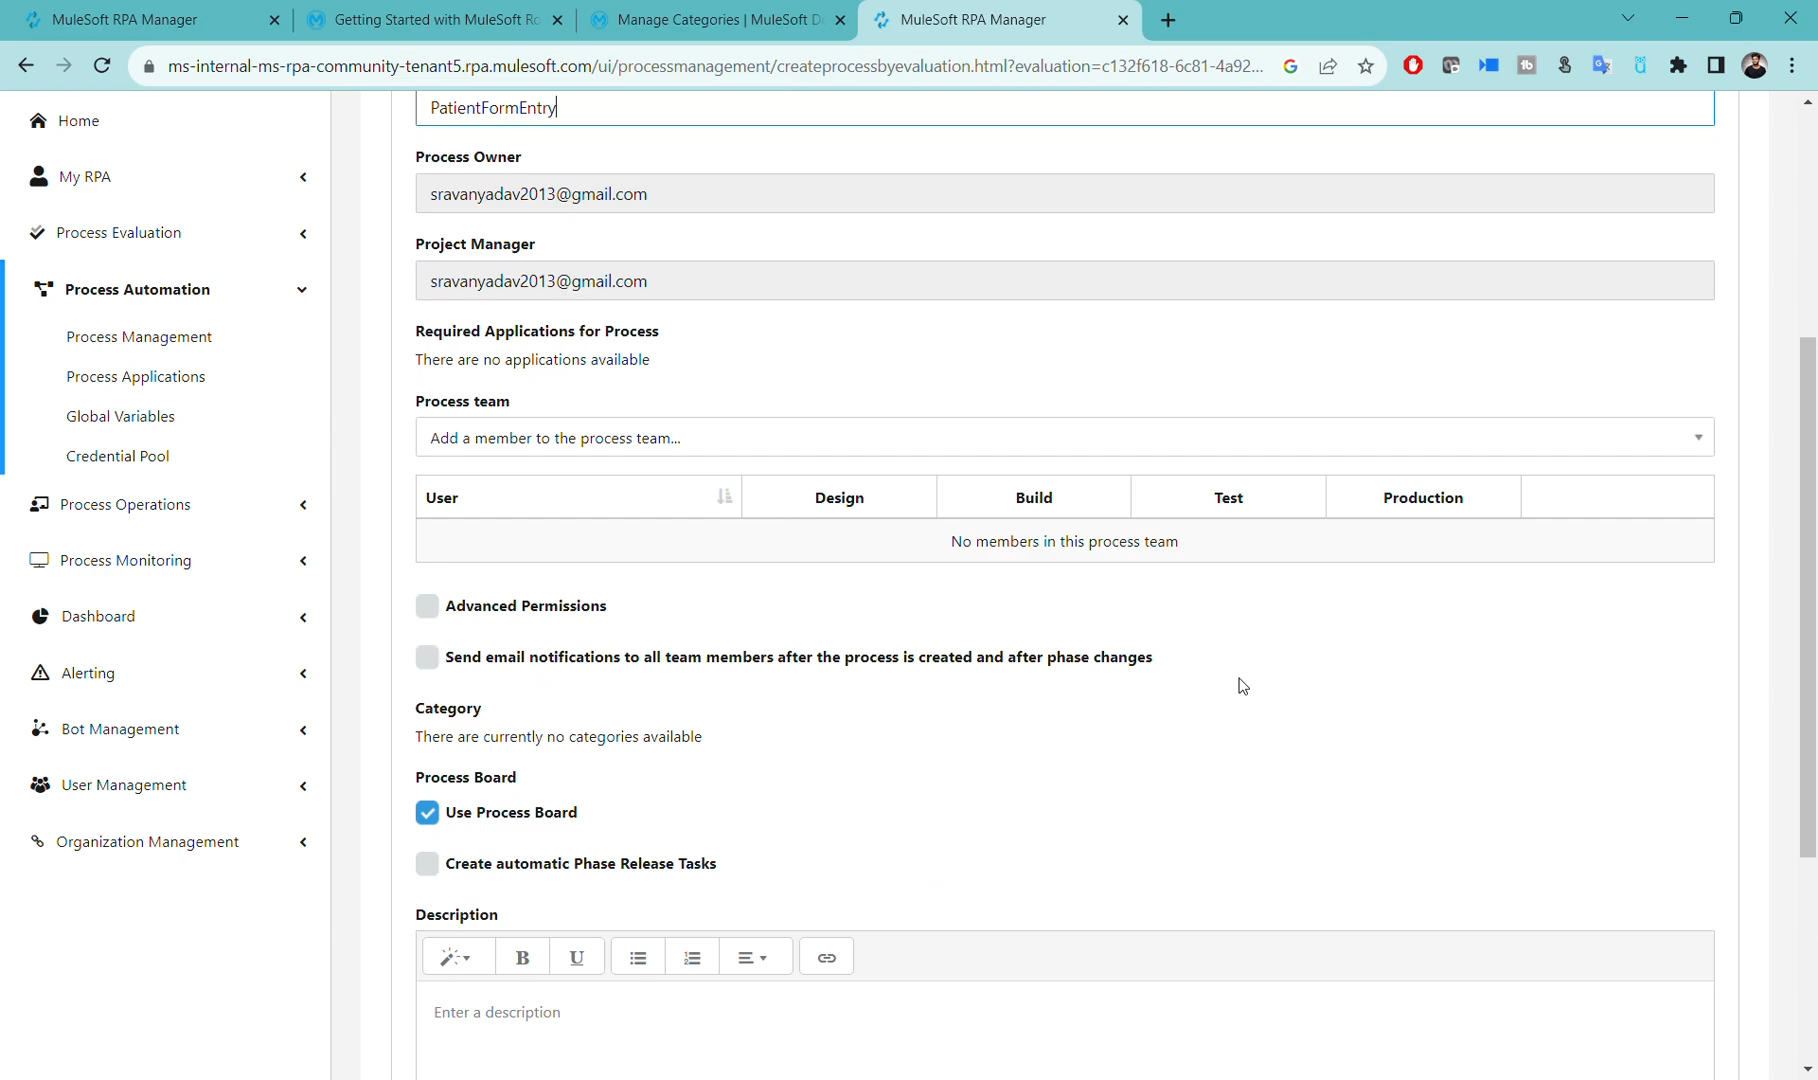 MuleSoft RPA Manager
Getting Started with MuleSoft Ro
Manage Categories | MuleSoft D
MuleSoft RPA Manager
ms-internal-ms-rpa-community-tenant5.rpa.mulesoft.com/ui/processmanagement/createprocessbyevaluation.html?evaluation=c132f618-6c81-4a92...
Home
My RPA
Process Evaluation
Process Automation
Process Management
Process Applications
Global Variables
Credential Pool
Process Operations
Process Monitoring
Dashboard
Alerting
Bot Management
User Management
Organization Management
PatientFormEntry
Process Owner
sravanyadav2013@gmail.com
Project Manager
sravanyadav2013@gmail.com
Required Applications for Process
There are no applications available
Process team
Add a member to the process team...
User Design Build Test Production
No members in this process team
Advanced Permissions
Send email notifications to all team members after the process is created and after phase changes
Category
There are currently no categories available
Process Board
Use Process Board
Create automatic Phase Release Tasks
Description
B U
Enter a description